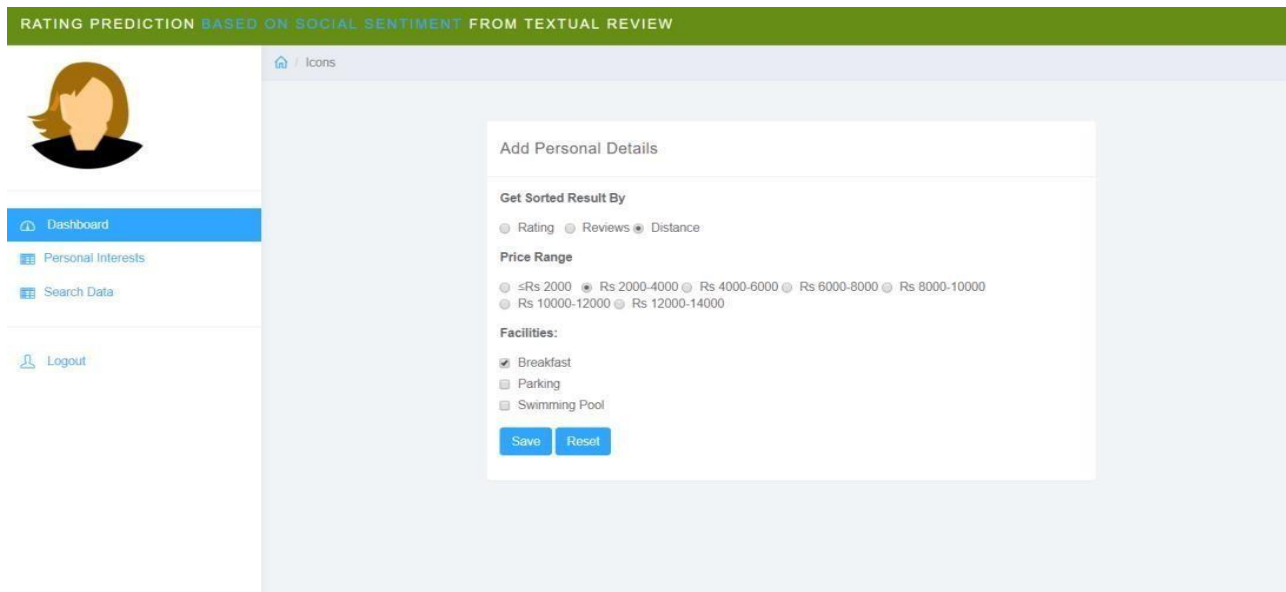 RATING PREDICTION BASED ON SOCIAL SENTIMENT FROM TEXTUAL REVIEW
/ Icons
Dashboard
Personal Interests
Search Data
Logout
Add Personal Details
Get Sorted Result By
Rating Reviews Distance
Price Range
≤Rs 2000 Rs 2000-4000 Rs 4000-6000 Rs 6000-8000 Rs 8000-10000
Rs 10000-12000 Rs 12000-14000
Facilities:
Breakfast
Parking
Swimming Pool
Save Reset